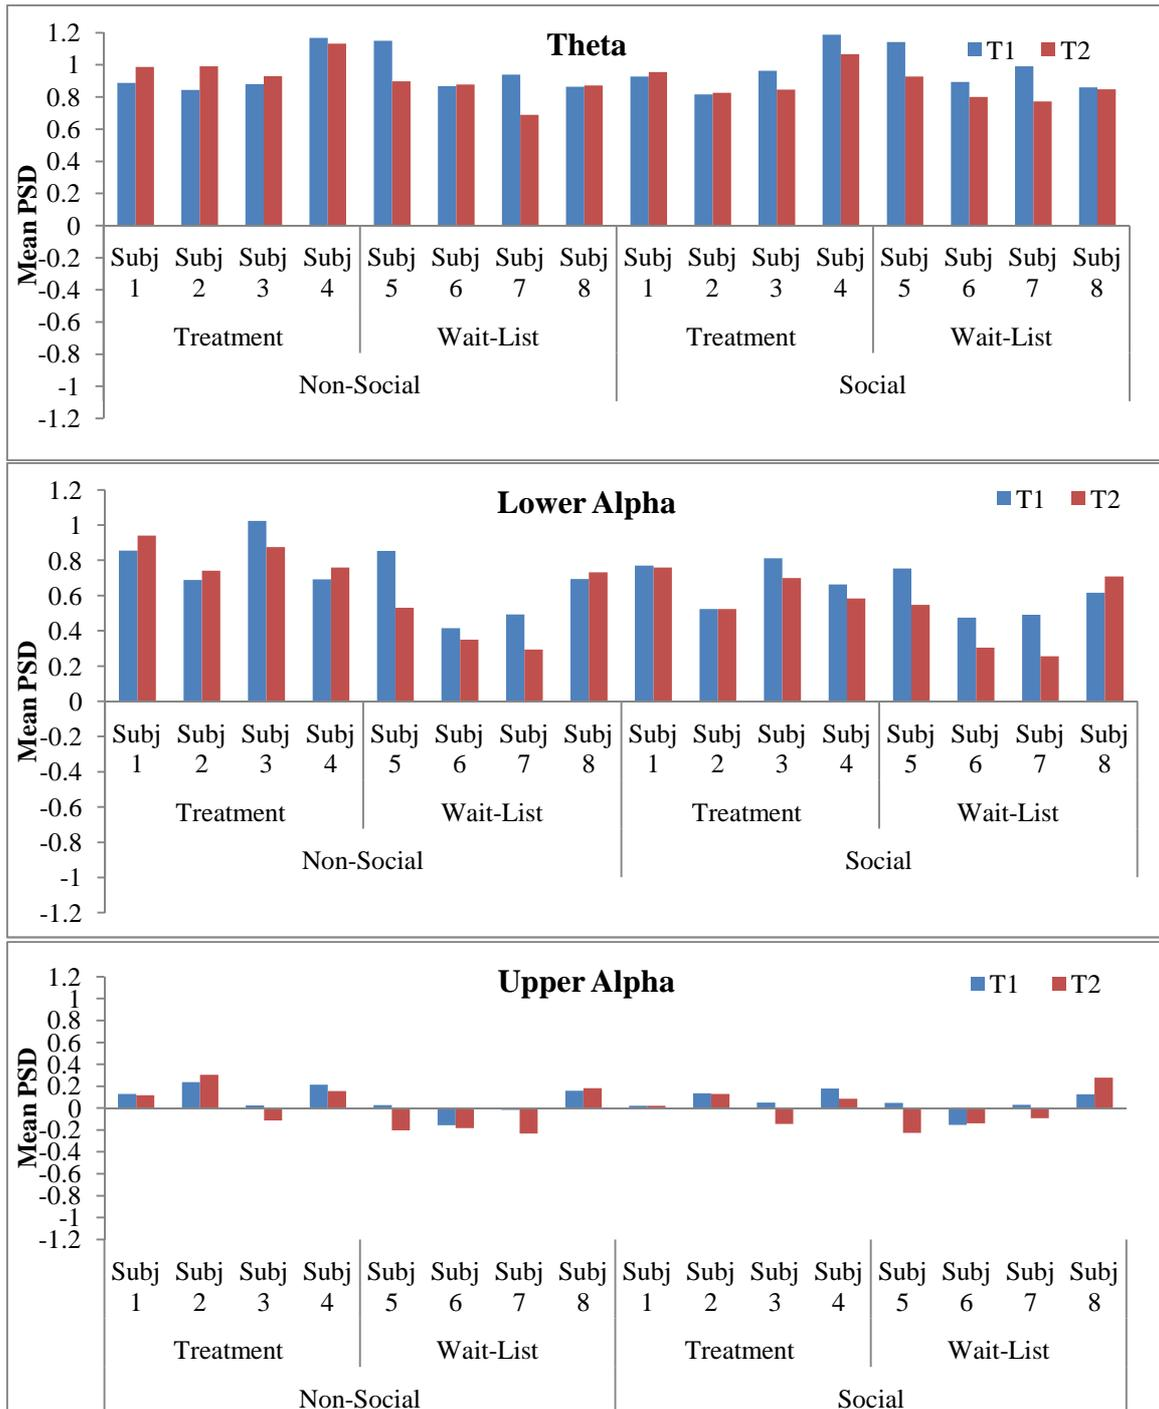 Theta
T1 T2
Mean PSD
1.2
1
0.8
0.6
0.4
0.2
0
-0.2
-0.4
-0.6
-0.8
-1
-1.2
Subj Subj Subj Subj Subj Subj Subj Subj Subj Subj Subj Subj Subj Subj Subj Subj
1 2 3 4 5 6 7 8 1 2 3 4 5 6 7 8
Treatment Wait-List Treatment Wait-List
Non-Social Social
Lower Alpha
T1 T2
Mean PSD
1.2
1
0.8
0.6
0.4
0.2
0
-0.2
-0.4
-0.6
-0.8
-1
-1.2
Subj Subj Subj Subj Subj Subj Subj Subj Subj Subj Subj Subj Subj Subj Subj Subj
1 2 3 4 5 6 7 8 1 2 3 4 5 6 7 8
Treatment Wait-List Treatment Wait-List
Non-Social Social
Upper Alpha
T1 T2
Mean PSD
1.2
1
0.8
0.6
0.4
0.2
0
-0.2
-0.4
-0.6
-0.8
-1
-1.2
Subj Subj Subj Subj Subj Subj Subj Subj Subj Subj Subj Subj Subj Subj Subj Subj
1 2 3 4 5 6 7 8 1 2 3 4 5 6 7 8
Treatment Wait-List Treatment Wait-List
Non-Social Social